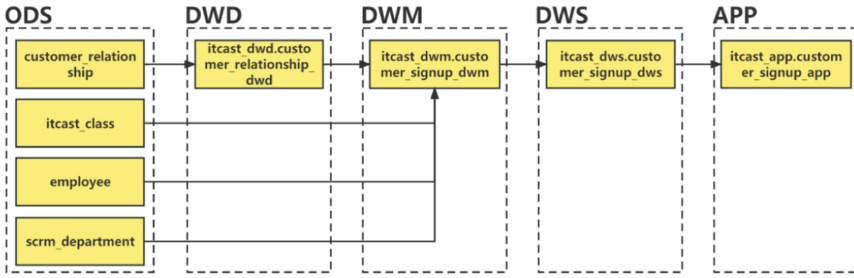 ODS DWD DWM DWS APP
customer_relation
ship
itcast_dwd.custo
mer_relationship_
dwd
itcast_dwm.custo
mer_signup_dwm
itcast_dws.custo
mer_signup_dws
itcast_app.custom
er_signup_app
itcast_class
employee
scrm_department